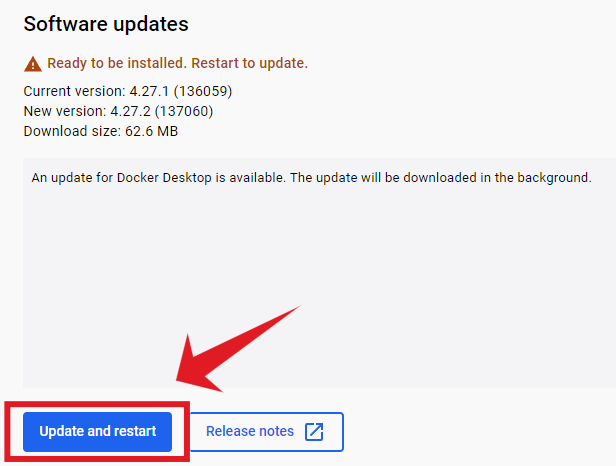 Software updates
Ready to be installed. Restart to update.
Current version: 4.27.1 (136059)
New version: 4.27.2 (137060)
Download size: 62.6 MB
An update for Docker Desktop is available. The update will be downloaded in the background.
Update and restart
Release notes